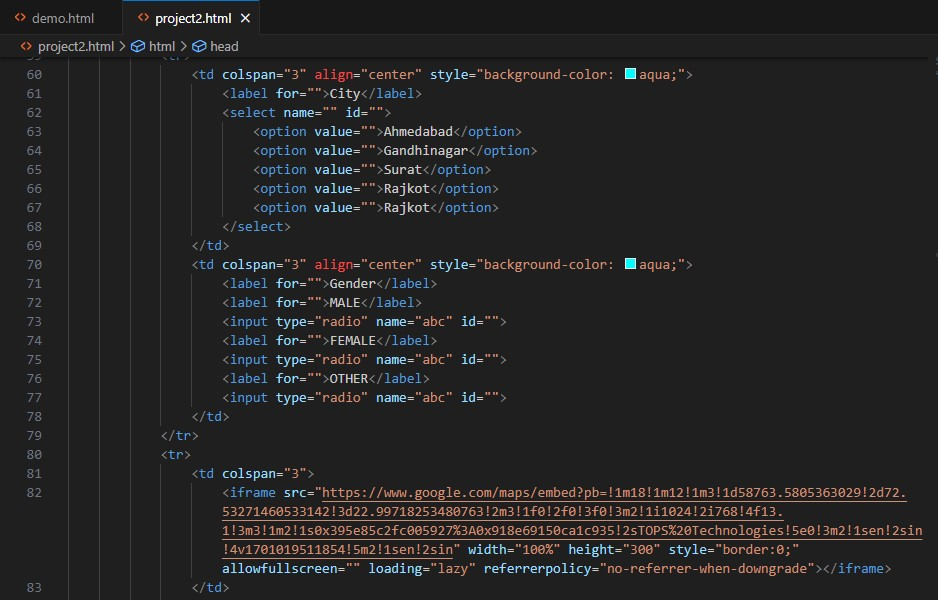 demo.html
project2.html
project2.html > html > head
59 <tr>
60 <td colspan="3" align="center" style="background-color: aqua;">
61 <label for="">City</label>
62 <select name="" id="">
63 <option value="">Ahmedabad</option>
64 <option value="">Gandhinagar</option>
65 <option value="">Surat</option>
66 <option value="">Rajkot</option>
67 <option value="">Rajkot</option>
68 </select>
69 </td>
70 <td colspan="3" align="center" style="background-color: aqua;">
71 <label for="">Gender</label>
72 <label for="">MALE</label>
73 <input type="radio" name="abc" id="">
74 <label for="">FEMALE</label>
75 <input type="radio" name="abc" id="">
76 <label for="">OTHER</label>
77 <input type="radio" name="abc" id="">
78 </td>
79 </tr>
80 <tr>
81 <td colspan="3">
82 <iframe src="https://www.google.com/maps/embed?pb=!1m18!1m12!1m3!1d58763.5805363029!2d72.
53271460533142!3d22.99718253480763!2m3!1f0!2f0!3f0!3m2!1i1024!2i768!4f13.
1!3m3!1m2!1s0x395e85c2fc005927%3A0x918e69150ca1c935!2sTOPS%20Technologies!5e0!3m2!1sen!2sin
!4v1701019511854!5m2!1sen!2sin" width="100%" height="300" style="border:0;"
allowfullscreen="" loading="lazy" referrerpolicy="no-referrer-when-downgrade"></iframe>
83 </td>